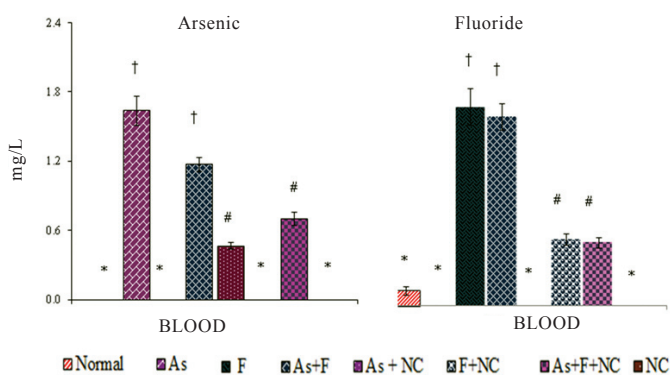 Arsenic
Fluoride
mg/L
2.4
1.8
1.2
0.6
0.0
† † † †
# # # #
* * * * * * *
BLOOD
BLOOD
Normal As F As+F As + NC F+NC As+F+NC NC